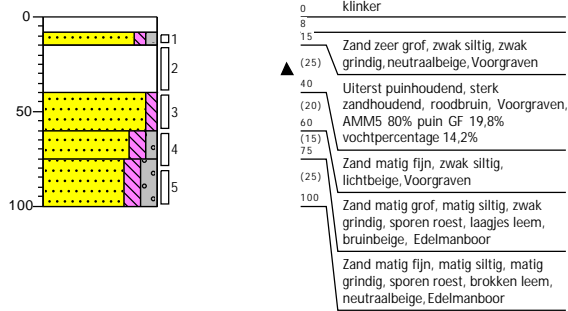 0
50
100
1
2
3
4
5
0
8
15
(25)
40
(20)
60
(15)
75
(25)
100
klinker
Zand zeer grof, zwak siltig, zwak
grindig, neutraalbeige, Voorgraven
Uiterst puinhoudend, sterk
zandhoudend, roodbruin, Voorgraven,
AMM5 80% puin GF 19,8%
vochtpercentage 14,2%
Zand matig fijn, zwak siltig,
lichtbeige, Voorgraven
Zand matig grof, matig siltig, zwak
grindig, sporen roest, laagjes leem,
bruinbeige, Edelmanboor
Zand matig fijn, matig siltig, matig
grindig, sporen roest, brokken leem,
neutraalbeige, Edelmanboor